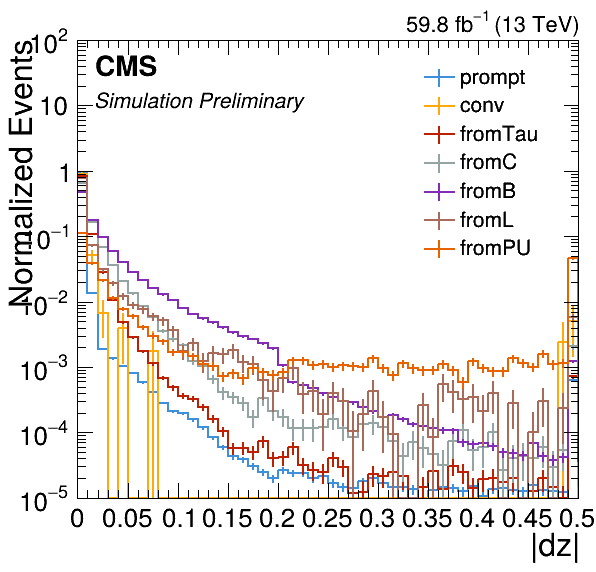 59.8 fb⁻¹ (13 TeV)
CMS
Simulation Preliminary
prompt
conv
fromTau
fromC
fromB
fromL
fromPU
Normalized Events
10²
10
1
10⁻¹
10⁻²
10⁻³
10⁻⁴
10⁻⁵
0 0.05 0.1 0.15 0.2 0.25 0.3 0.35 0.4 0.45 0.5
|dz|